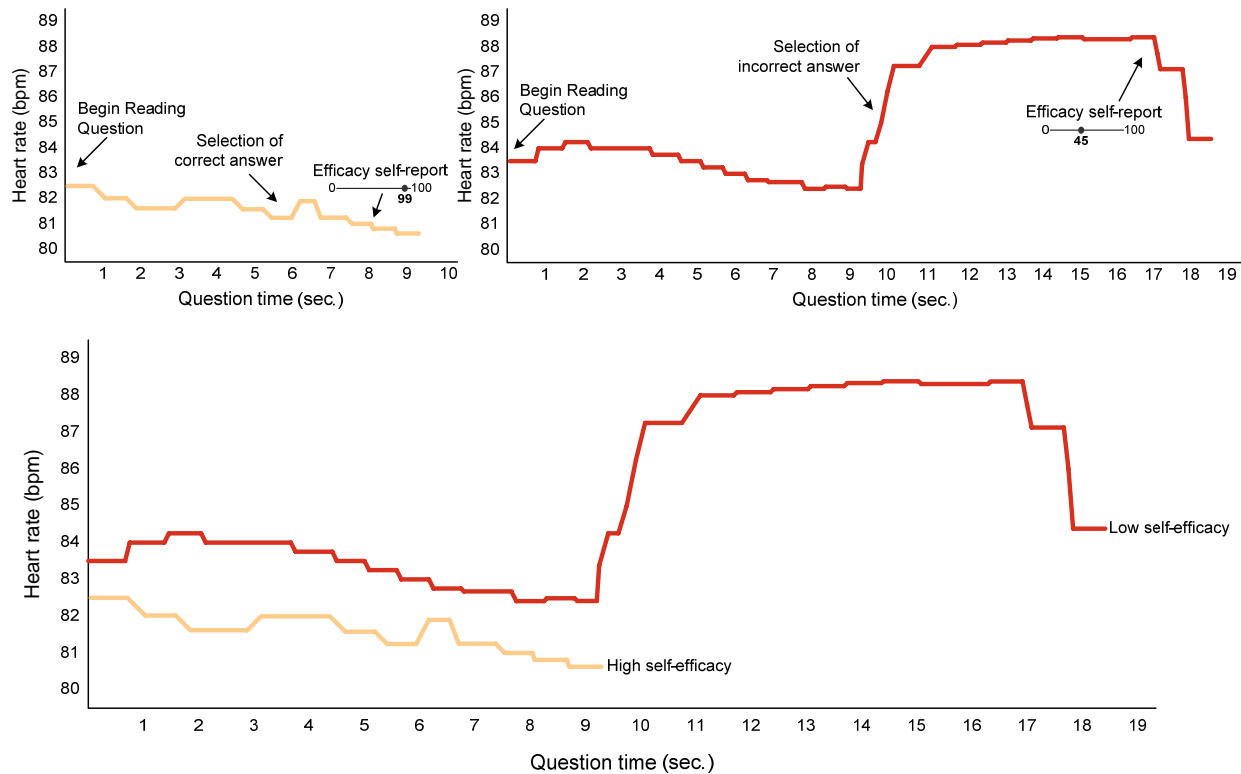 89
88
87
86
85
84
83
82
81
80
Heart rate (bpm)
Begin Reading
Question
Selection of
correct answer
Efficacy self-report
0 100
99
1 2 3 4 5 6 7 8 9 10
Question time (sec.)
89
88
87
86
85
84
83
82
81
80
Heart rate (bpm)
Begin Reading
Question
Selection of
incorrect answer
Efficacy self-report
0 100
45
1 2 3 4 5 6 7 8 9 10 11 12 13 14 15 16 17 18 19
Question time (sec.)
89
88
87
86
85
84
83
82
81
80
Heart rate (bpm)
Low self-efficacy
High self-efficacy
1 2 3 4 5 6 7 8 9 10 11 12 13 14 15 16 17 18 19
Question time (sec.)